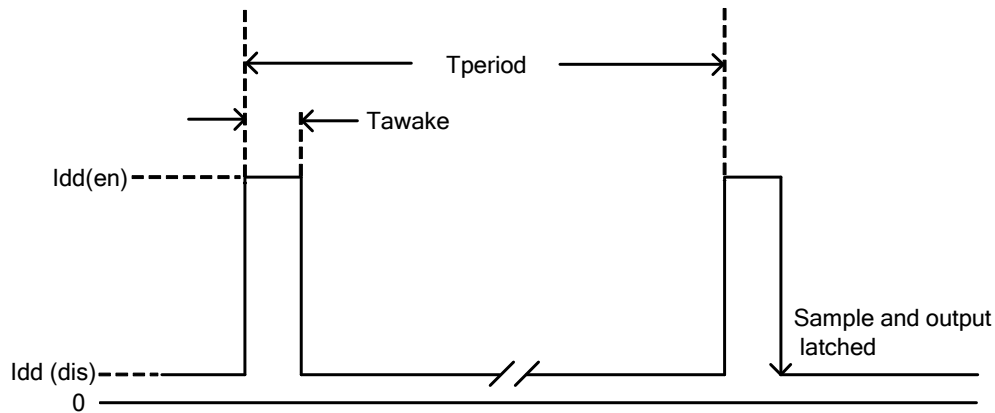 Tperiod
Tawake
Idd(en)
Sample and output
latched
Idd (dis)
0